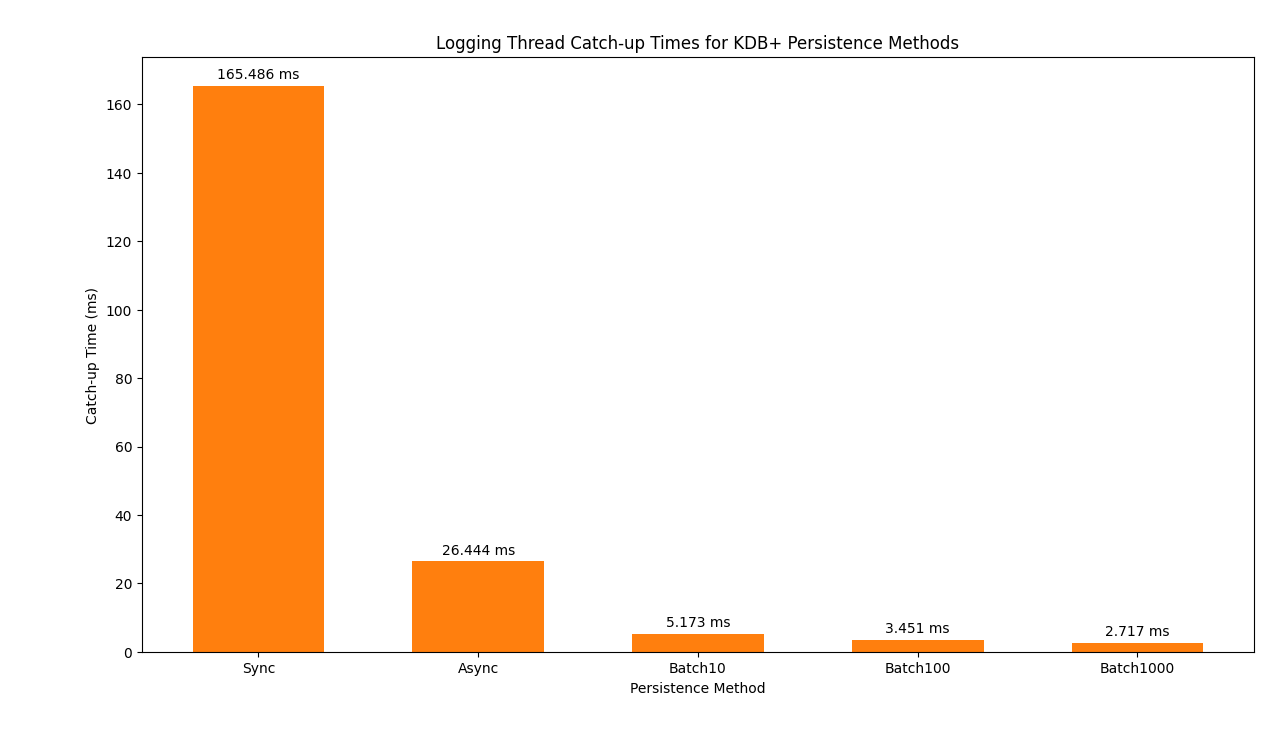 Logging Thread Catch-up Times for KDB+ Persistence Methods
165.486 ms
26.444 ms
5.173 ms
3.451 ms
2.717 ms
160
140
120
100
80
60
40
20
0
Catch-up Time (ms)
Sync Async Batch10 Batch100 Batch1000
Persistence Method